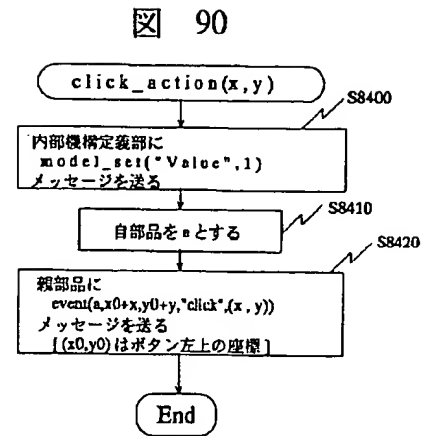 図 90
click_action(x,y)
S8400
内部機構定義部に
model_set("Value",1)
メッセージを送る
S8410
自部品をaとする
S8420
親部品に
event(a,x0+x,y0+y,"click",(x,y))
メッセージを送る
[(x0,y0)はボタン左上の座標]
End